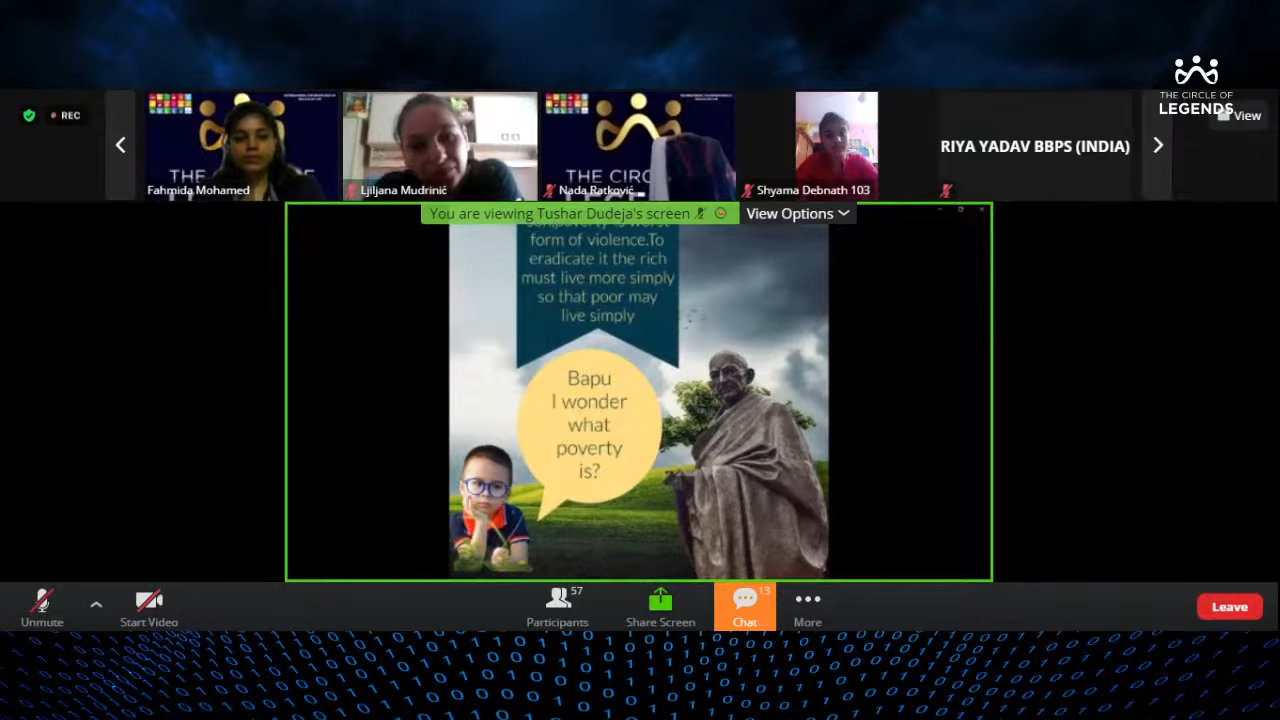 THE CIRCLE OF
LEGENDS
REC
View
THE
Fahmida Mohamed
Ljiljana Mudrinić
Nada Ratković
Shyama Debnath 103
RIYA YADAV BBPS (INDIA)
You are viewing Tushar Dudeja's screen
View Options
form of violence.To
eradicate it the rich
must live more simply
so that poor may
live simply
Bapu
I wonder
what
poverty
is?
Unmute
Start Video
57
Participants
Share Screen
13
Chat
More
Leave